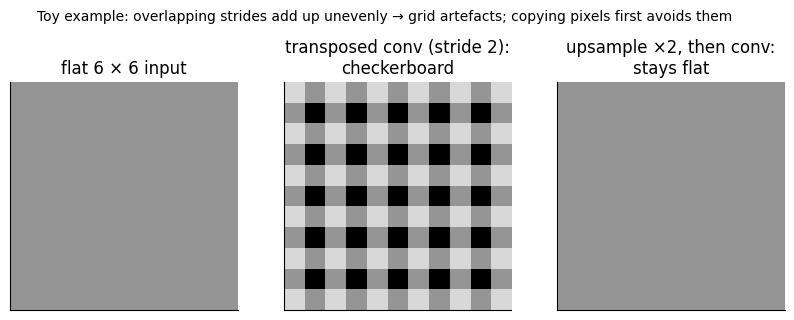 Toy example: overlapping strides add up unevenly → grid artefacts; copying pixels first avoids them
flat 6 × 6 input
transposed conv (stride 2):
checkerboard
upsample ×2, then conv:
stays flat